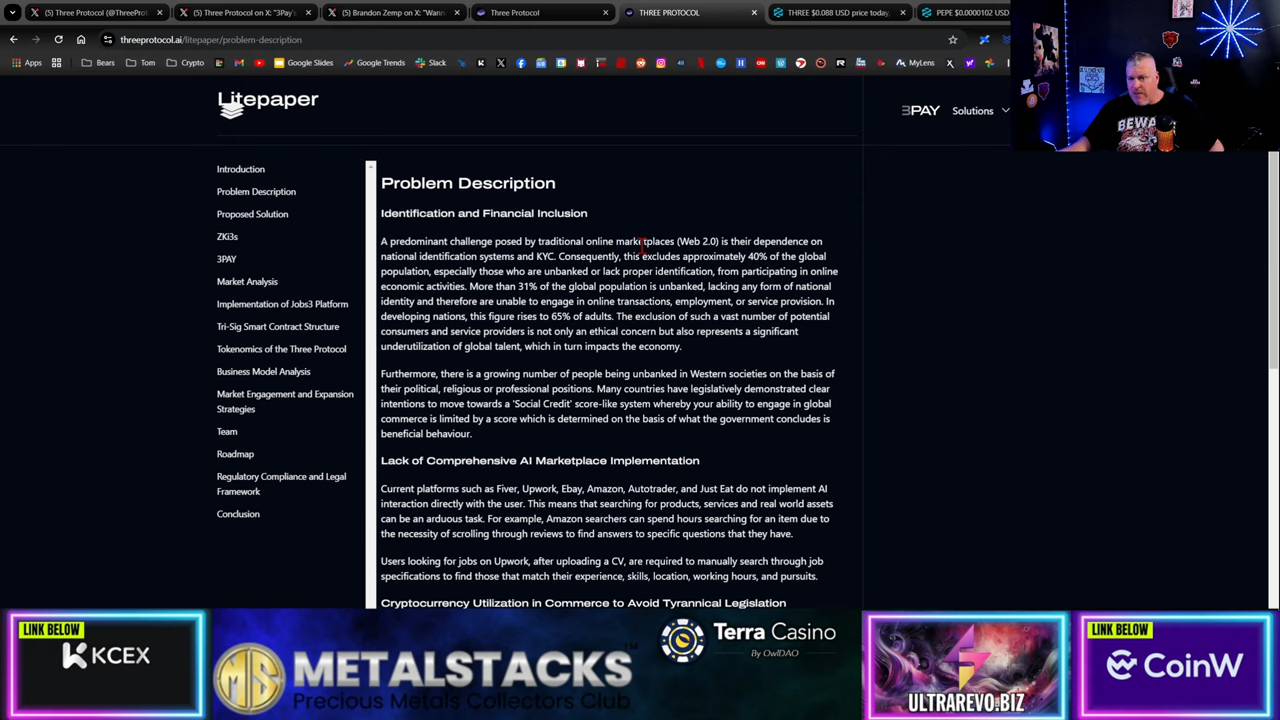 (5) Three Protocol (@ThreeProt
(5) Three Protocol on X: "3Pay's
(5) Brandon Zemp on X: "Wann
Three Protocol
THREE PROTOCOL
THREE $0.088 USD price today,
PEPE $0.0000102 USD
threeprotocol.ai/litepaper/problem-description
Apps
Bears
Tom
Crypto
Google Slides
Google Trends
Slack
MyLens
Litepaper
3PAY
Solutions
BEWA
Introduction
Problem Description
Proposed Solution
ZKi3s
3PAY
Market Analysis
Implementation of Jobs3 Platform
Tri-Sig Smart Contract Structure
Tokenomics of the Three Protocol
Business Model Analysis
Market Engagement and Expansion
Strategies
Team
Roadmap
Regulatory Compliance and Legal
Framework
Conclusion
Problem Description
Identification and Financial Inclusion
A predominant challenge posed by traditional online marketplaces (Web 2.0) is their dependence on
national identification systems and KYC. Consequently, this excludes approximately 40% of the global
population, especially those who are unbanked or lack proper identification, from participating in online
economic activities. More than 31% of the global population is unbanked, lacking any form of national
identity and therefore are unable to engage in online transactions, employment, or service provision. In
developing nations, this figure rises to 65% of adults. The exclusion of such a vast number of potential
consumers and service providers is not only an ethical concern but also represents a significant
underutilization of global talent, which in turn impacts the economy.
Furthermore, there is a growing number of people being unbanked in Western societies on the basis of
their political, religious or professional positions. Many countries have legislatively demonstrated clear
intentions to move towards a 'Social Credit' score-like system whereby your ability to engage in global
commerce is limited by a score which is determined on the basis of what the government concludes is
beneficial behaviour.
Lack of Comprehensive AI Marketplace Implementation
Current platforms such as Fiver, Upwork, Ebay, Amazon, Autotrader, and Just Eat do not implement AI
interaction directly with the user. This means that searching for products, services and real world assets
can be an arduous task. For example, Amazon searchers can spend hours searching for an item due to
the necessity of scrolling through reviews to find answers to specific questions that they have.
Users looking for jobs on Upwork, after uploading a CV, are required to manually search through job
specifications to find those that match their experience, skills, location, working hours, and pursuits.
Cryptocurrency Utilization in Commerce to Avoid Tyrannical Legislation
LINK BELOW
KCEX
MS
METALSTACKS™
Precious Metals Collectors Club
Terra Casino
By OwlDAO
ULTRAREVO.BIZ
LINK BELOW
CoinW